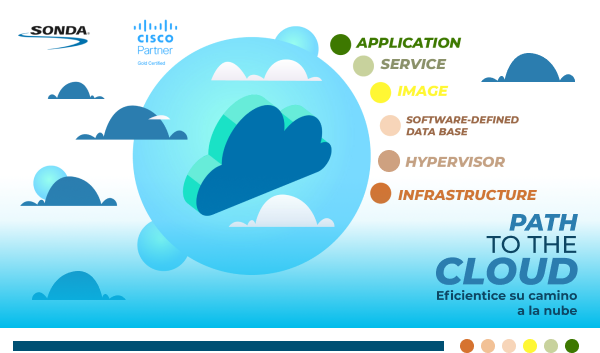 SONDA
CISCO
Partner
Gold Certified
APPLICATION
SERVICE
IMAGE
SOFTWARE-DEFINED
DATA BASE
HYPERVISOR
INFRASTRUCTURE
PATH
TO THE
CLOUD
Eficientice su camino
a la nube